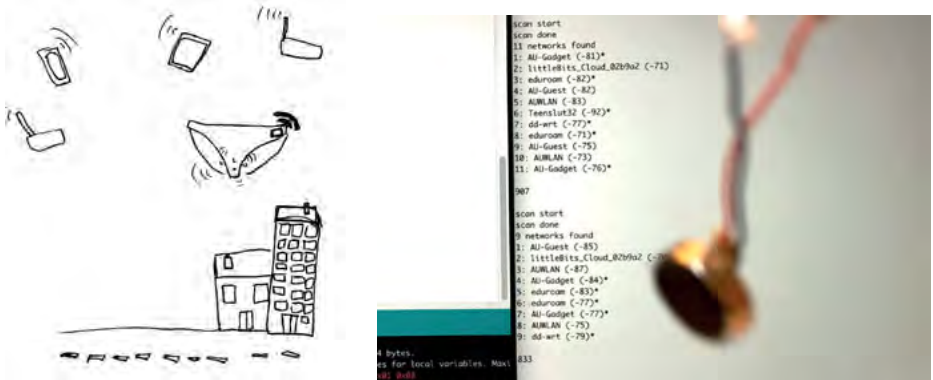 scan start
scan done
11 networks found
1: AU-Gadget (-81)*
2: littleBits_Cloud_02b9a2 (-71)
3: eduroam (-82)*
4: AU-Guest (-82)
5: AUWLAN (-83)
6: Teenslut32 (-92)*
7: dd-wrt (-77)*
8: eduroam (-71)*
9: AU-Guest (-75)
10: AUWLAN (-73)
11: AU-Gadget (-76)*
907
scan start
scan done
9 networks found
1: AU-Guest (-85)
2: littleBits_Cloud_02b9a2
3: AUWLAN (-87)
4: AU-Gadget (-84)*
5: eduroam (-83)*
6: eduroam (-77)*
7: AU-Gadget (-77)*
8: AUWLAN (-75)
9: dd-wrt (-79)*
833
4 bytes.
es for local variables. Maxi